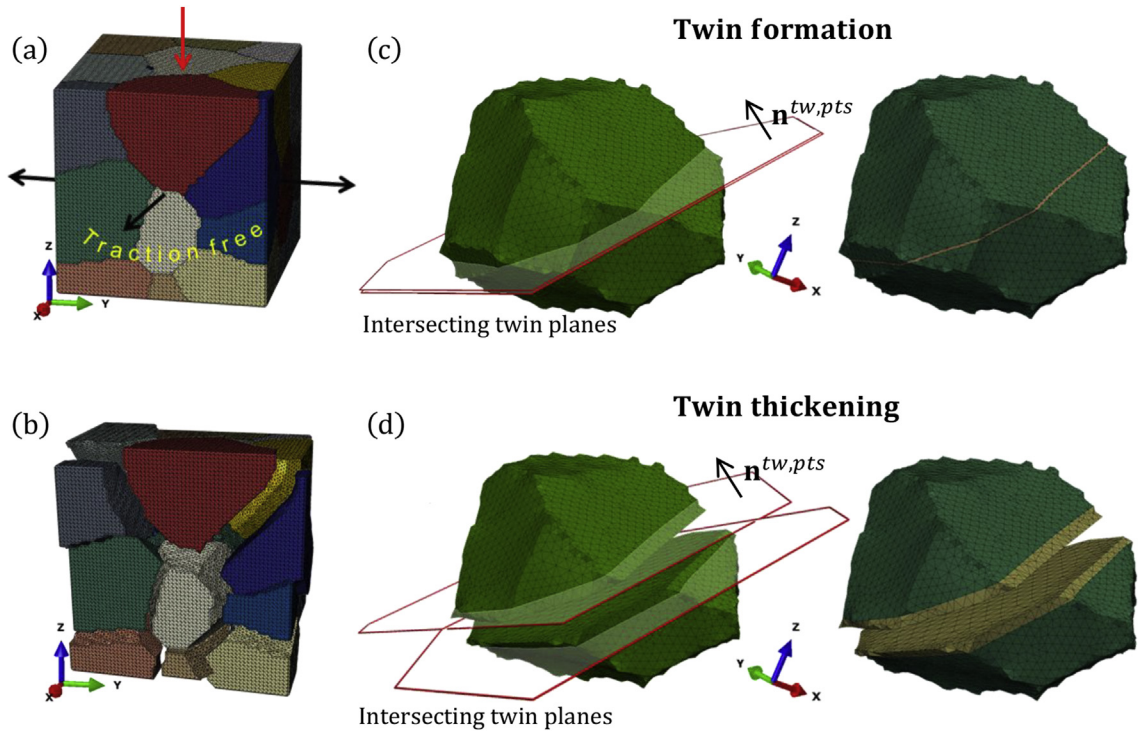 (a)
Traction free
Z
X
Y
(c)
Twin formation
n^{tw,pts}
Intersecting twin planes
Z
Y
X
(b)
Z
X
Y
(d)
Twin thickening
n^{tw,pts}
Intersecting twin planes
Z
Y
X